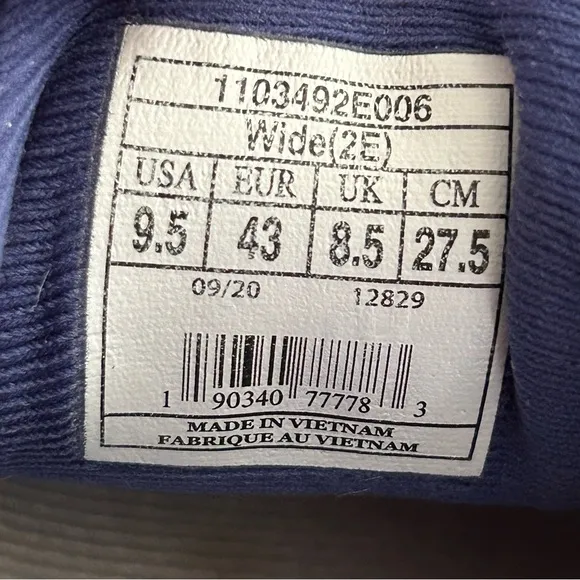 1103492E006
Wide(2E)
USA EUR UK CM
9.5 43 8.5 27.5
09/20 12829
1 90340 77778 3
MADE IN VIETNAM
FABRIQUE AU VIETNAM